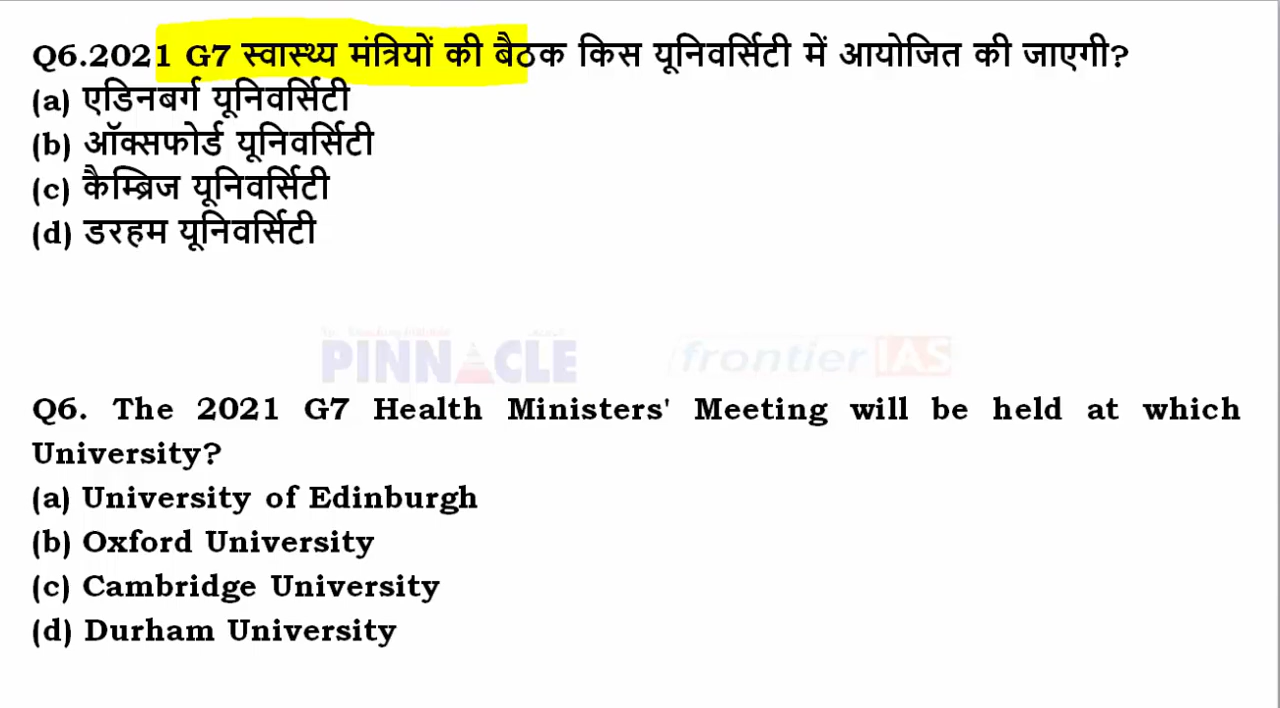 Q6.2021 G7 स्वास्थ्य मंत्रियों की बैठक किस यूनिवर्सिटी में आयोजित की जाएगी?
(a) एडिनबर्ग यूनिवर्सिटी
(b) ऑक्सफोर्ड यूनिवर्सिटी
(c) कैम्ब्रिज यूनिवर्सिटी
(d) डरहम यूनिवर्सिटी
PINNACLE frontier IAS
Q6. The 2021 G7 Health Ministers' Meeting will be held at which
University?
(a) University of Edinburgh
(b) Oxford University
(c) Cambridge University
(d) Durham University